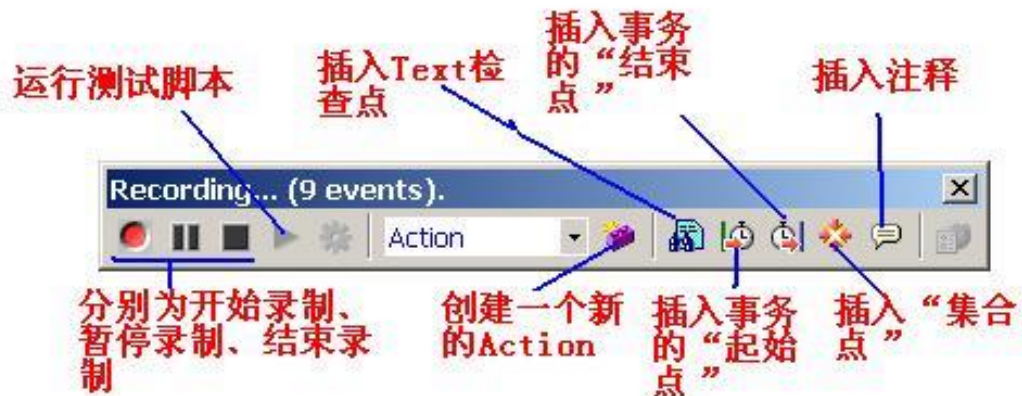 运行测试脚本
插入Text检
查点
插入事务
的“结束
点”
插入注释
Recording... (9 events).
Action
分别为开始录制、
暂停录制、结束录
制
创建一个新
的Action
插入事务
的“起始
点”
插入“集合
点”